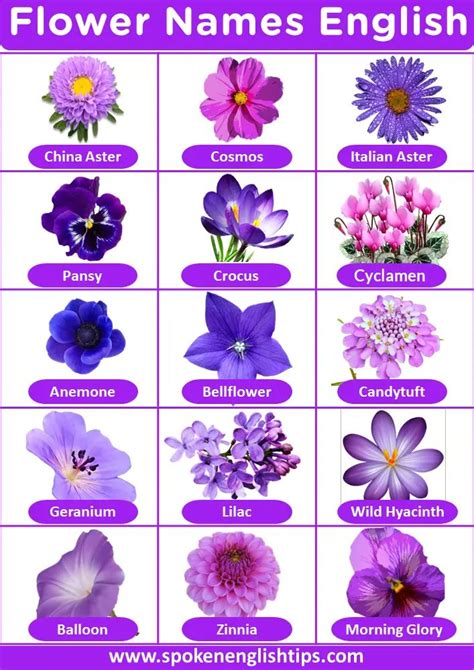 Flower Names English
China Aster
Cosmos
Italian Aster
Pansy
Crocus
Cyclamen
Anemone
Bellflower
Candytuft
Geranium
Lilac
Wild Hyacinth
Balloon
Zinnia
Morning Glory
www.spokenenglishtips.com